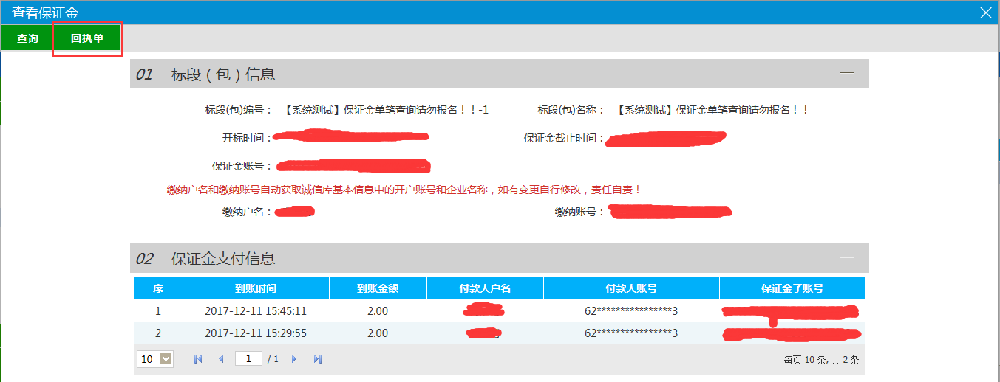 查看保证金
查询 回执单
01 标段（包）信息
标段(包)编号： 【系统测试】保证金单笔查询请勿报名！！-1 标段(包)名称： 【系统测试】保证金单笔查询请勿报名！！
开标时间： 保证金截止时间：
保证金账号：
缴纳户名和缴纳账号自动获取诚信库基本信息中的开户账号和企业名称，如有变更自行修改，责任自责！
缴纳户名： 缴纳账号：
02 保证金支付信息
序 到账时间 到账金额 付款人户名 付款人账号 保证金子账号
1 2017-12-11 15:45:11 2.00 62****************3
2 2017-12-11 15:29:55 2.00 62****************3
10 1 / 1 每页 10 条, 共 2 条